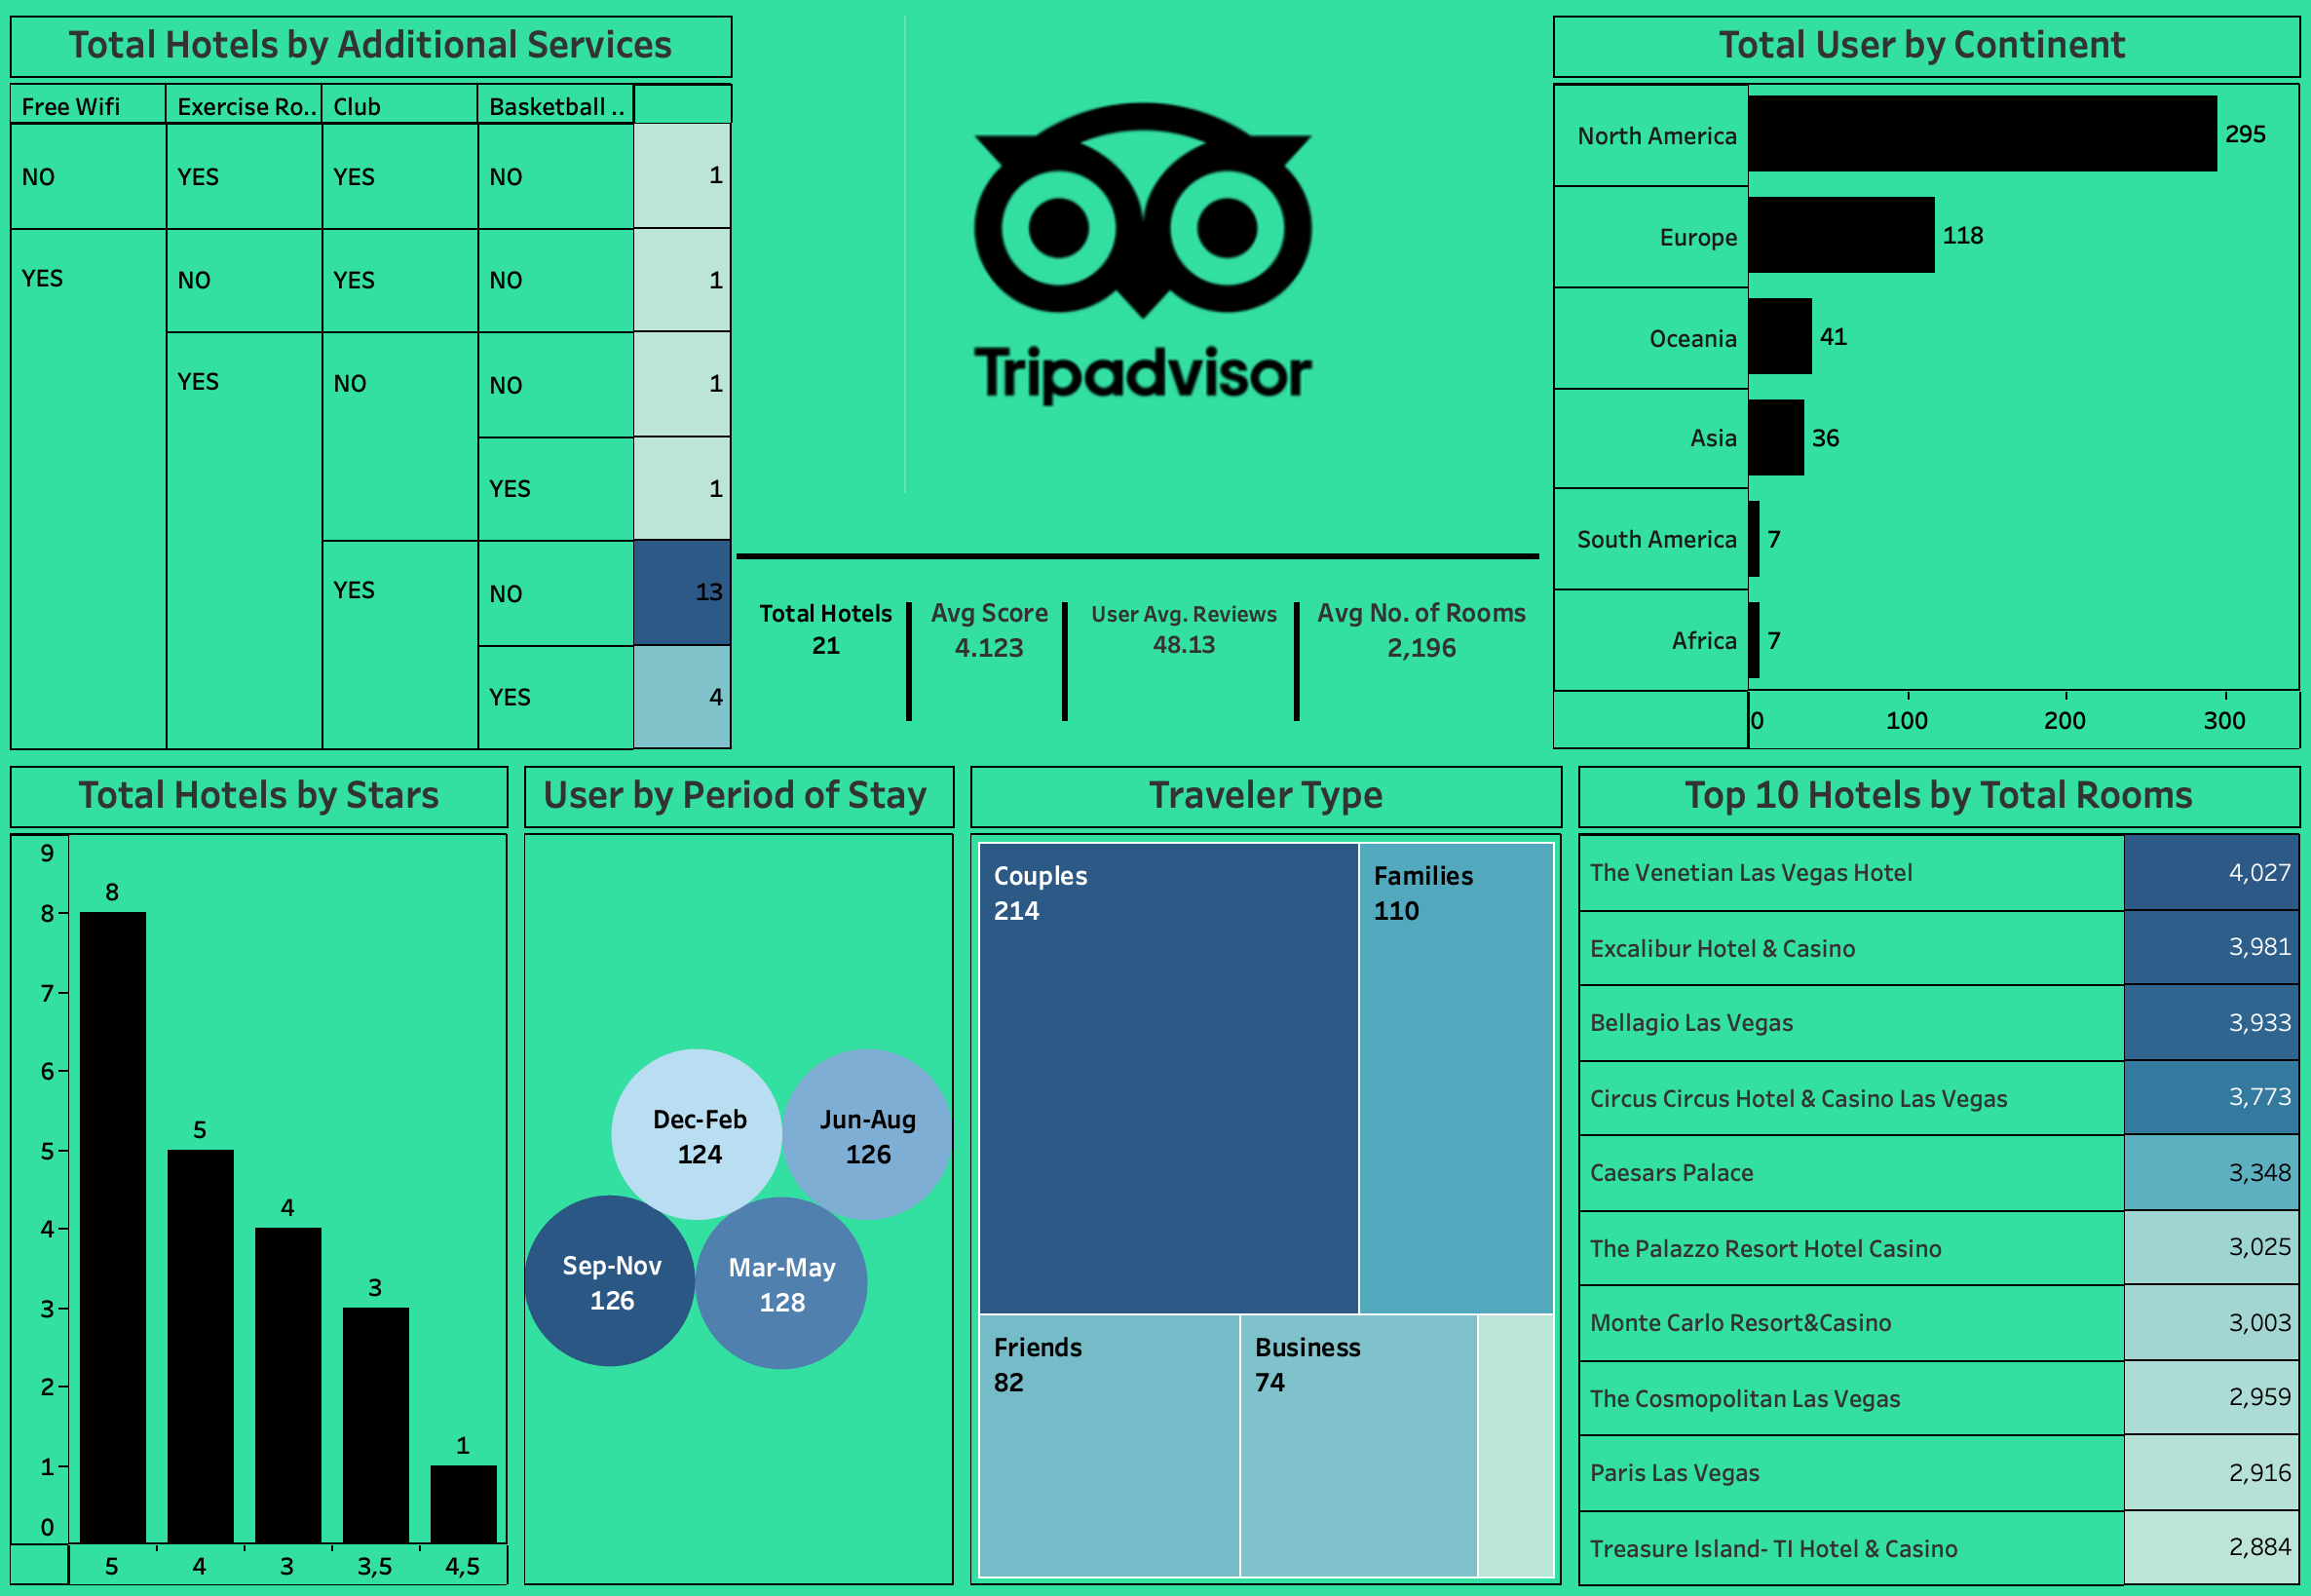 Total Hotels by Additional Services
Free Wifi Exercise Ro.. Club Basketball ..
NO YES YES NO 1
YES NO YES NO 1
YES NO NO 1
YES 1
YES NO 13
YES 4
Tripadvisor
Total Hotels
21
Avg Score
4.123
User Avg. Reviews
48.13
Avg No. of Rooms
2,196
Total User by Continent
North America 295
Europe 118
Oceania 41
Asia 36
South America 7
Africa 7
0 100 200 300
Total Hotels by Stars
9
8
7
6
5
4
3
2
1
0
8
5
4
3
1
5 4 3 3,5 4,5
User by Period of Stay
Dec-Feb
124
Jun-Aug
126
Sep-Nov
126
Mar-May
128
Traveler Type
Couples
214
Families
110
Friends
82
Business
74
Top 10 Hotels by Total Rooms
The Venetian Las Vegas Hotel 4,027
Excalibur Hotel & Casino 3,981
Bellagio Las Vegas 3,933
Circus Circus Hotel & Casino Las Vegas 3,773
Caesars Palace 3,348
The Palazzo Resort Hotel Casino 3,025
Monte Carlo Resort&Casino 3,003
The Cosmopolitan Las Vegas 2,959
Paris Las Vegas 2,916
Treasure Island- TI Hotel & Casino 2,884